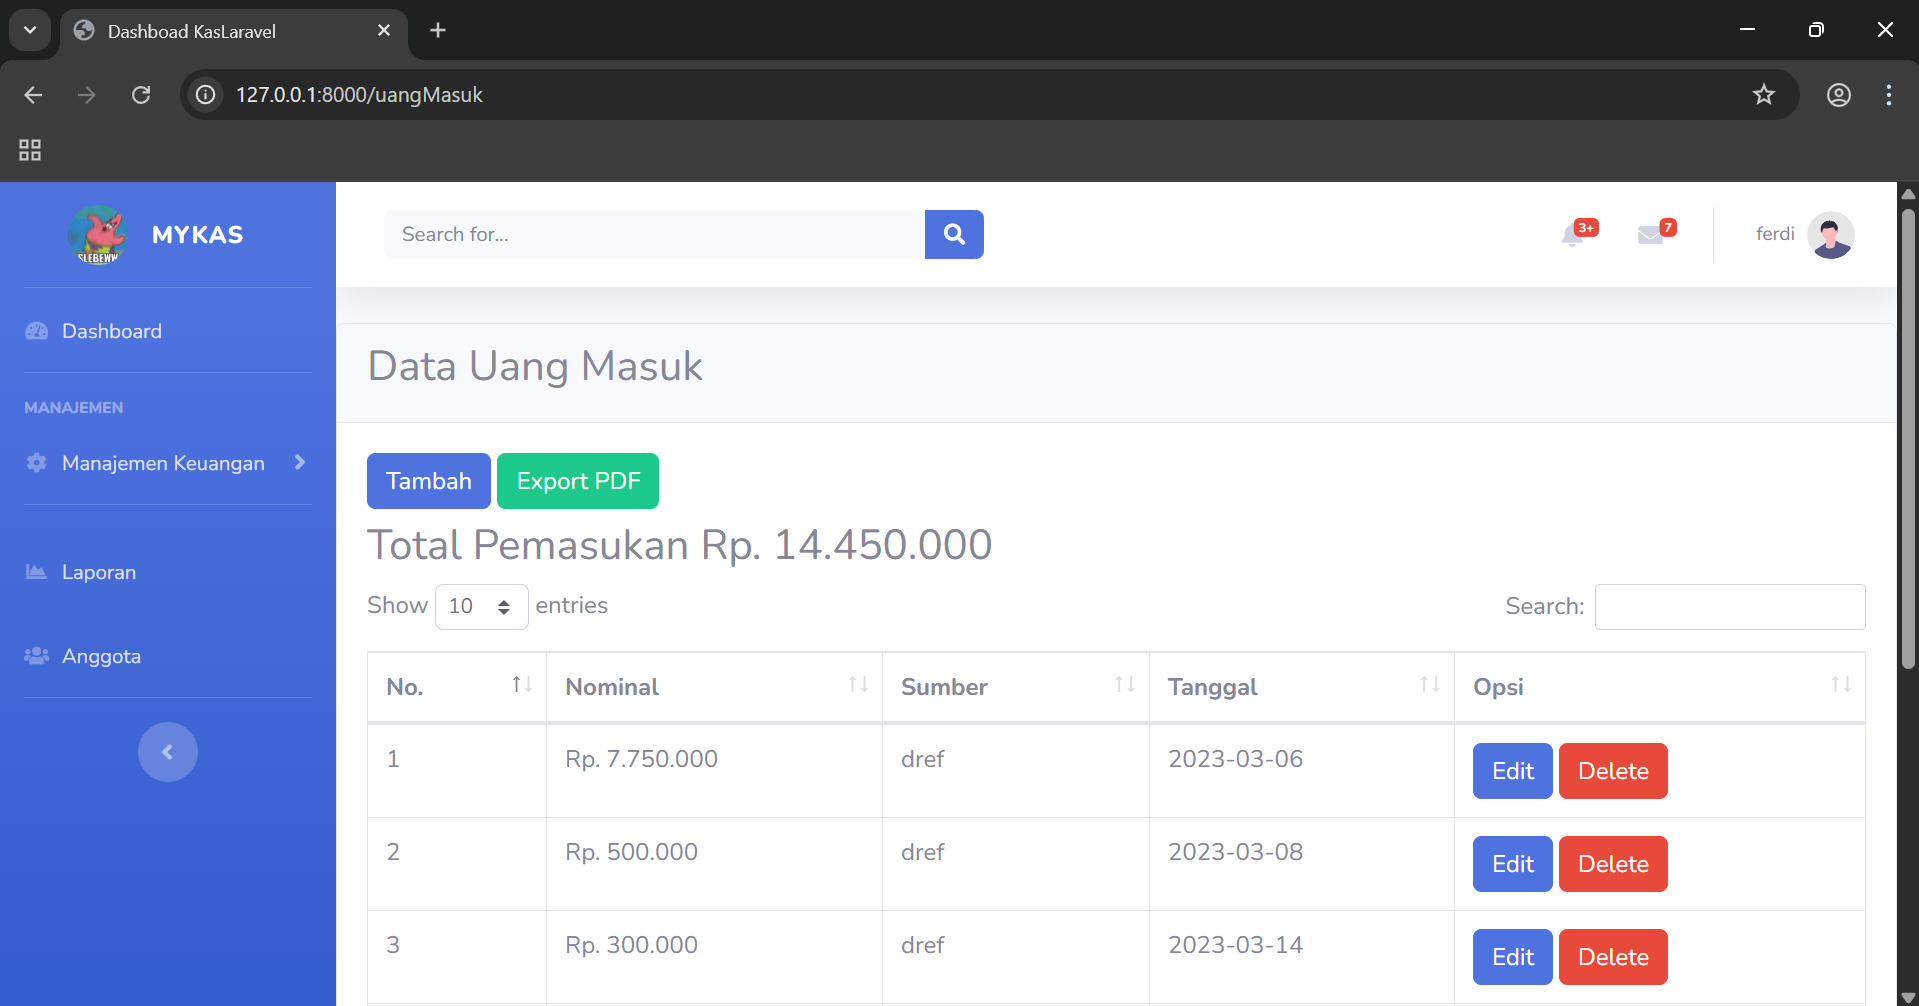 Dashboad KasLaravel
127.0.0.1:8000/uangMasuk
SLEBEWW
MYKAS
Search for...
3+
7
ferdi
Dashboard
MANAJEMEN
Manajemen Keuangan
Laporan
Anggota
Data Uang Masuk
Tambah Export PDF
Total Pemasukan Rp. 14.450.000
Show 10 entries
Search:
No. Nominal Sumber Tanggal Opsi
1 Rp. 7.750.000 dref 2023-03-06 Edit Delete
2 Rp. 500.000 dref 2023-03-08 Edit Delete
3 Rp. 300.000 dref 2023-03-14 Edit Delete